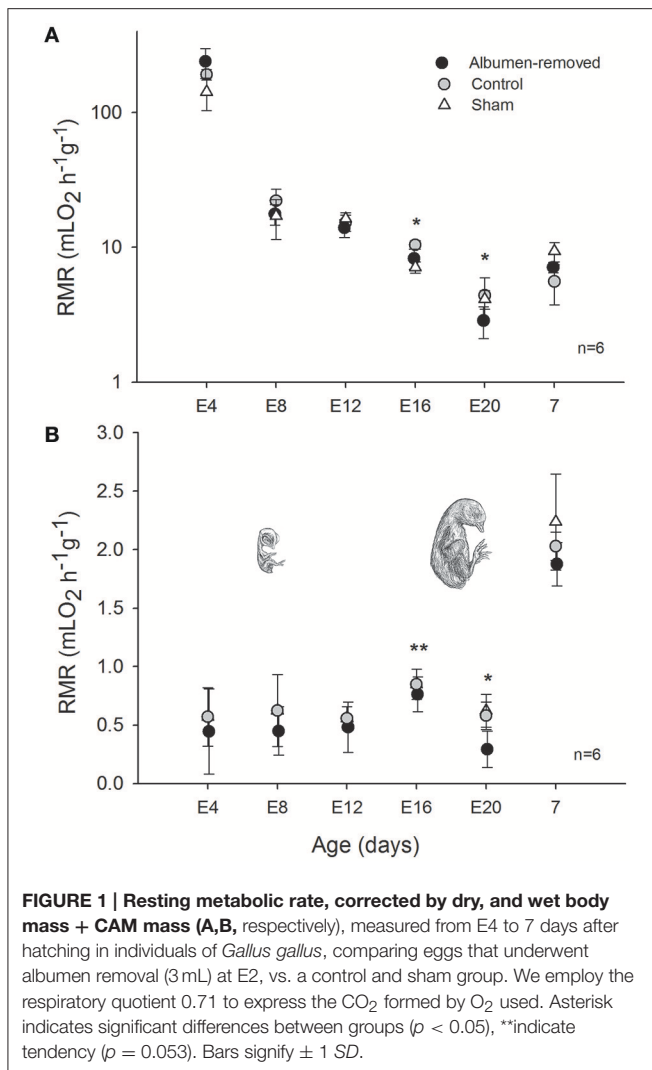 A
Albumen-removed
Control
Sham
RMR (mLO2 h-1g-1)
100
10
1
*
*
n=6
E4 E8 E12 E16 E20 7
B
RMR (mLO2 h-1g-1)
3.0
2.5
2.0
1.5
1.0
0.5
0.0
**
*
n=6
E4 E8 E12 E16 E20 7
Age (days)
FIGURE 1 | Resting metabolic rate, corrected by dry, and wet body
mass + CAM mass (A,B, respectively), measured from E4 to 7 days after
hatching in individuals of Gallus gallus, comparing eggs that underwent
albumen removal (3 mL) at E2, vs. a control and sham group. We employ the
respiratory quotient 0.71 to express the CO2 formed by O2 used. Asterisk
indicates significant differences between groups (p < 0.05), **indicate
tendency (p = 0.053). Bars signify ± 1 SD.